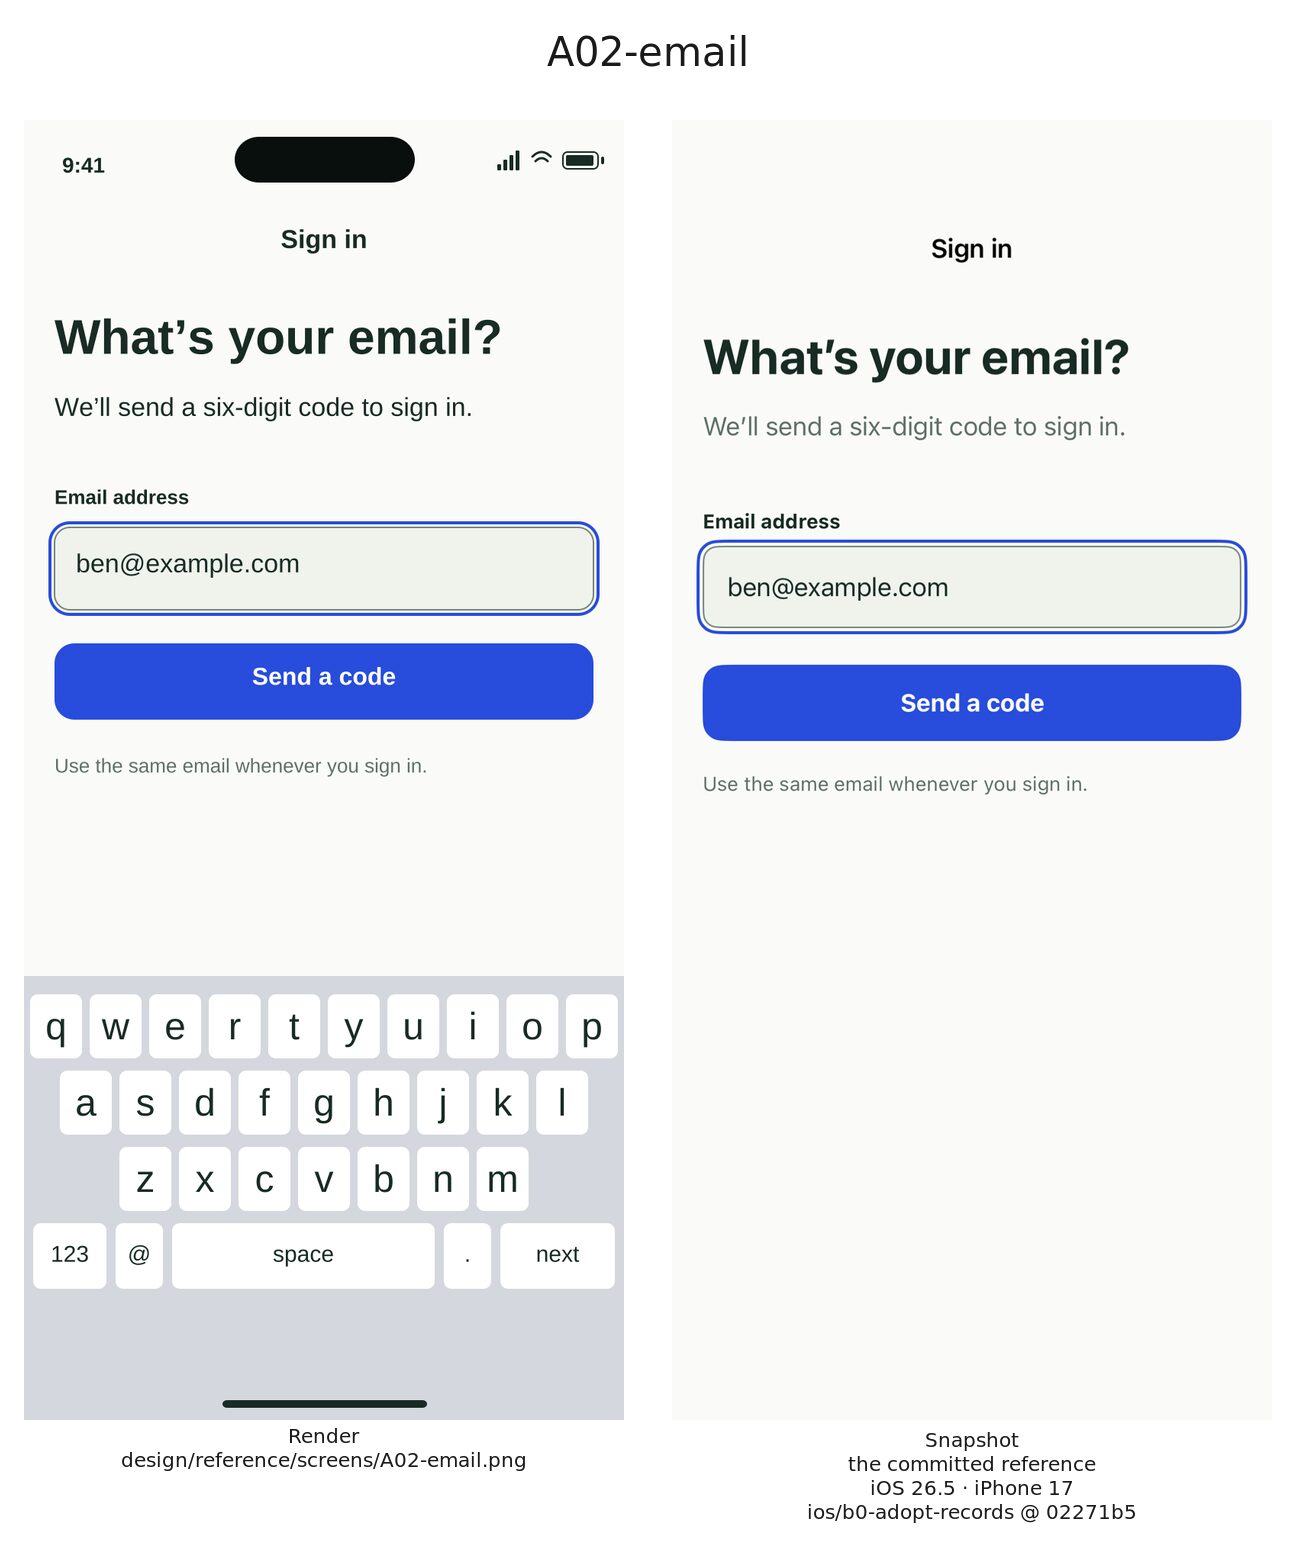 A02-email
9:41
Sign in
What’s your email?
We’ll send a six-digit code to sign in.
Email address
ben@example.com
Send a code
Use the same email whenever you sign in.
q w e r t y u i o p
a s d f g h j k l
z x c v b n m
123 @ space . next
Render
design/reference/screens/A02-email.png
Sign in
What’s your email?
We’ll send a six-digit code to sign in.
Email address
ben@example.com
Send a code
Use the same email whenever you sign in.
Snapshot
the committed reference
iOS 26.5 · iPhone 17
ios/b0-adopt-records @ 02271b5